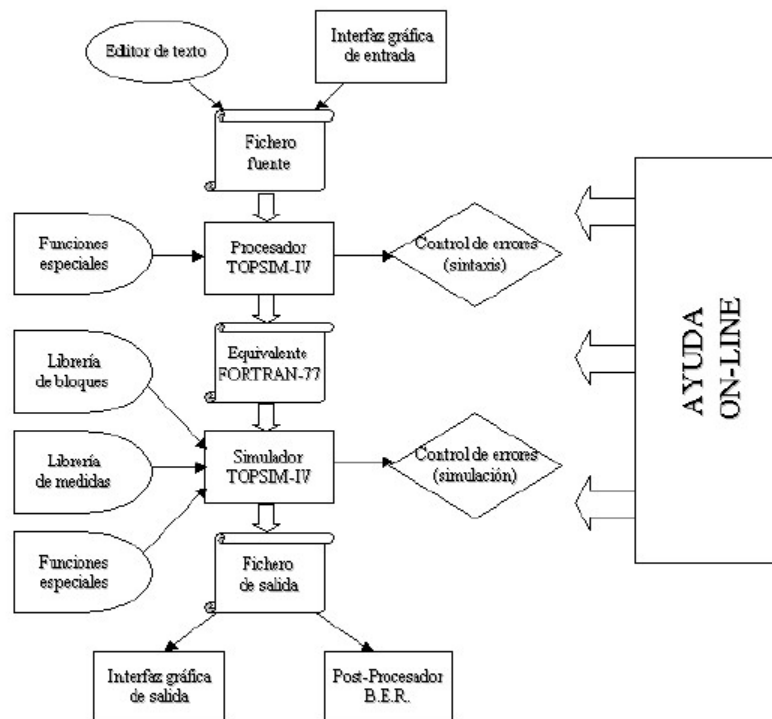 Editor de texto
Interfaz gráfica
de entrada
Fichero
fuente
Funciones
especiales
Procesador
TOPSIM-IV
Control de errores
(sintaxis)
Librería
de bloques
Equivalente
FORTRAN-77
Librería
de medidas
Simulador
TOPSIM-IV
Control de errores
(simulación)
Funciones
especiales
Fichero
de salida
Interfaz gráfica
de salida
Post-Procesador
B.E.R.
AYUDA
ON-LINE